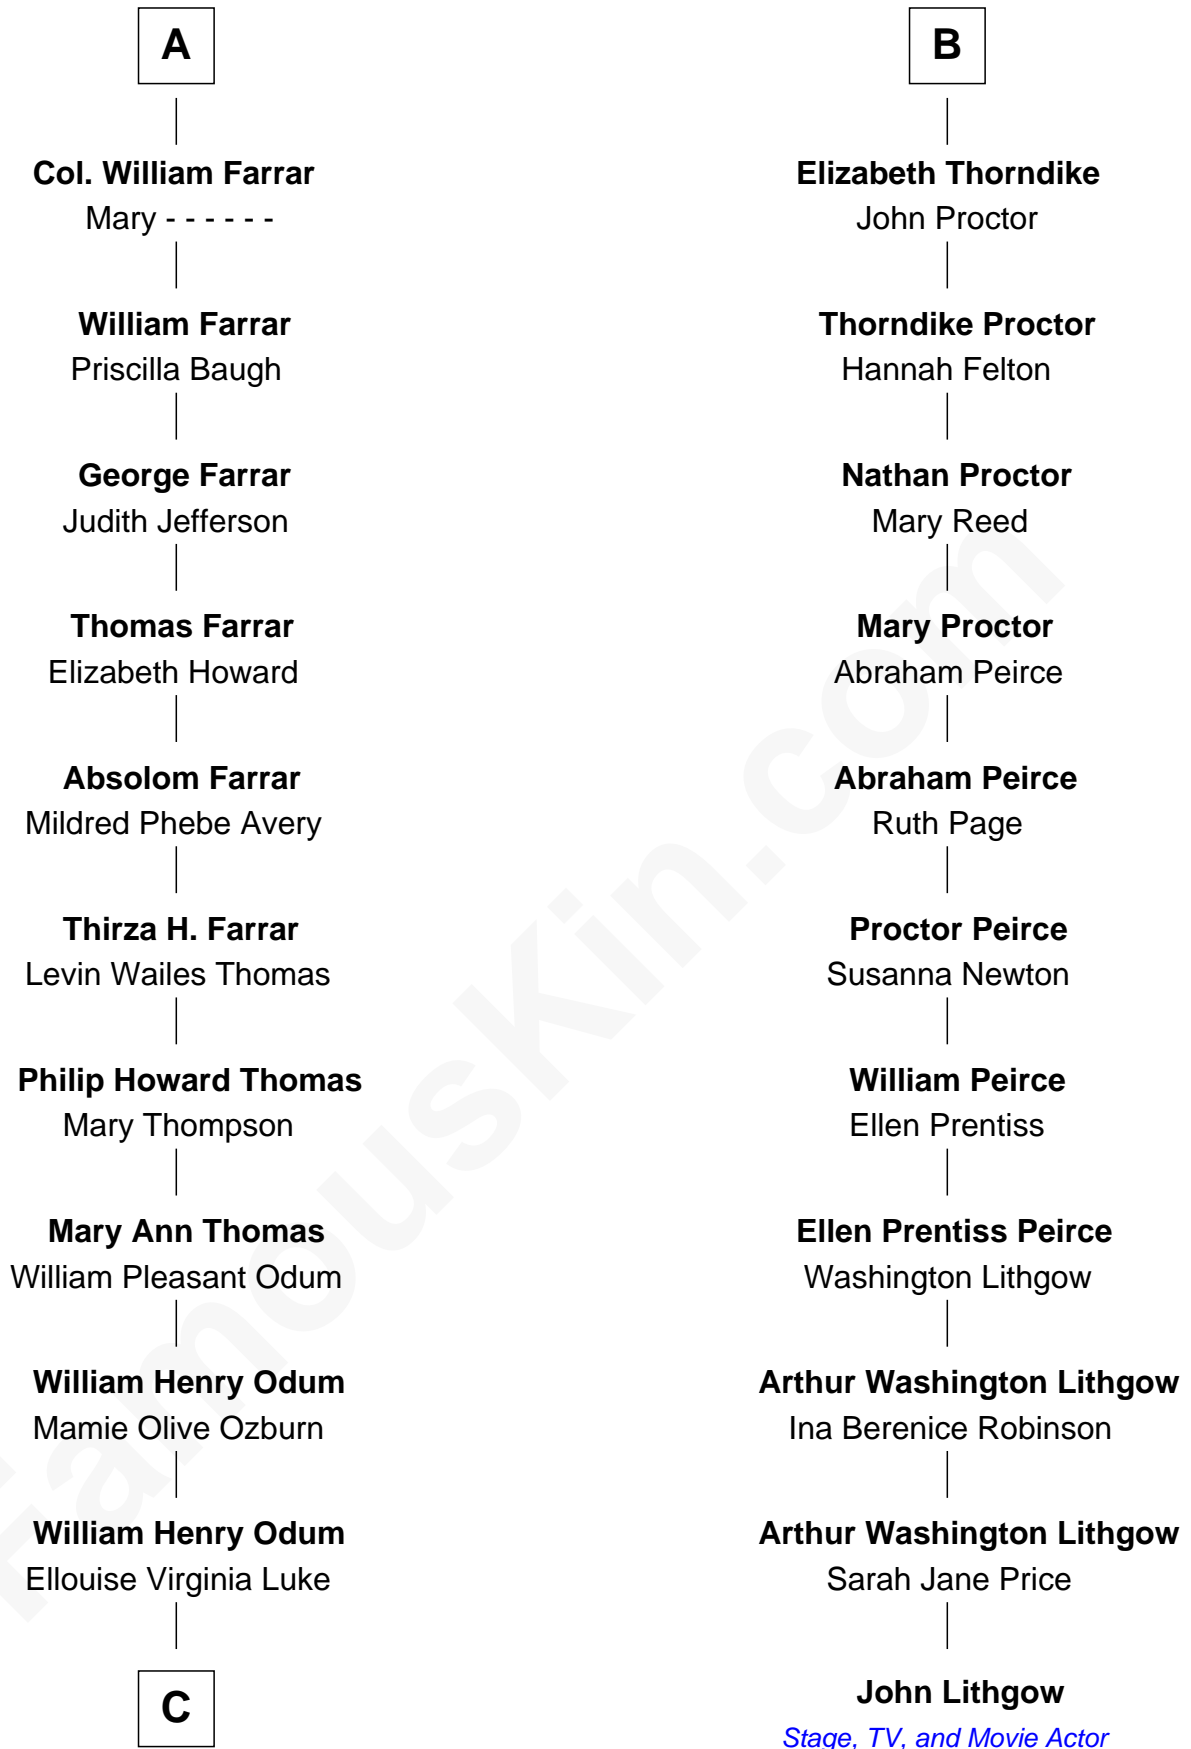 A
Col. William Farrar
Mary - - - - - -
William Farrar
Priscilla Baugh
George Farrar
Judith Jefferson
Thomas Farrar
Elizabeth Howard
Absolom Farrar
Mildred Phebe Avery
Thirza H. Farrar
Levin Wailes Thomas
Philip Howard Thomas
Mary Thompson
Mary Ann Thomas
William Pleasant Odum
William Henry Odum
Mamie Olive Ozburn
William Henry Odum
Ellouise Virginia Luke
C
B
Elizabeth Thorndike
John Proctor
Thorndike Proctor
Hannah Felton
Nathan Proctor
Mary Reed
Mary Proctor
Abraham Peirce
Abraham Peirce
Ruth Page
Proctor Peirce
Susanna Newton
William Peirce
Ellen Prentiss
Ellen Prentiss Peirce
Washington Lithgow
Arthur Washington Lithgow
Ina Berenice Robinson
Arthur Washington Lithgow
Sarah Jane Price
John Lithgow
Stage, TV, and Movie Actor
FamousKin.com